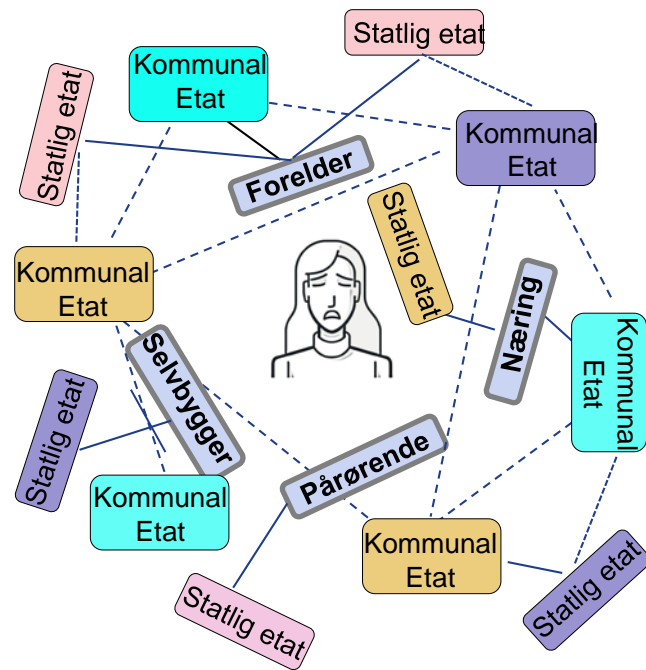 Statlig etat
Kommunal
Etat
Statlig etat
Kommunal
Etat
Forelder
Statlig etat
Kommunal
Etat
Næring
Kommunal
Etat
Selvbygger
Statlig etat
Pårørende
Kommunal
Etat
Kommunal
Etat
Statlig etat
Statlig etat